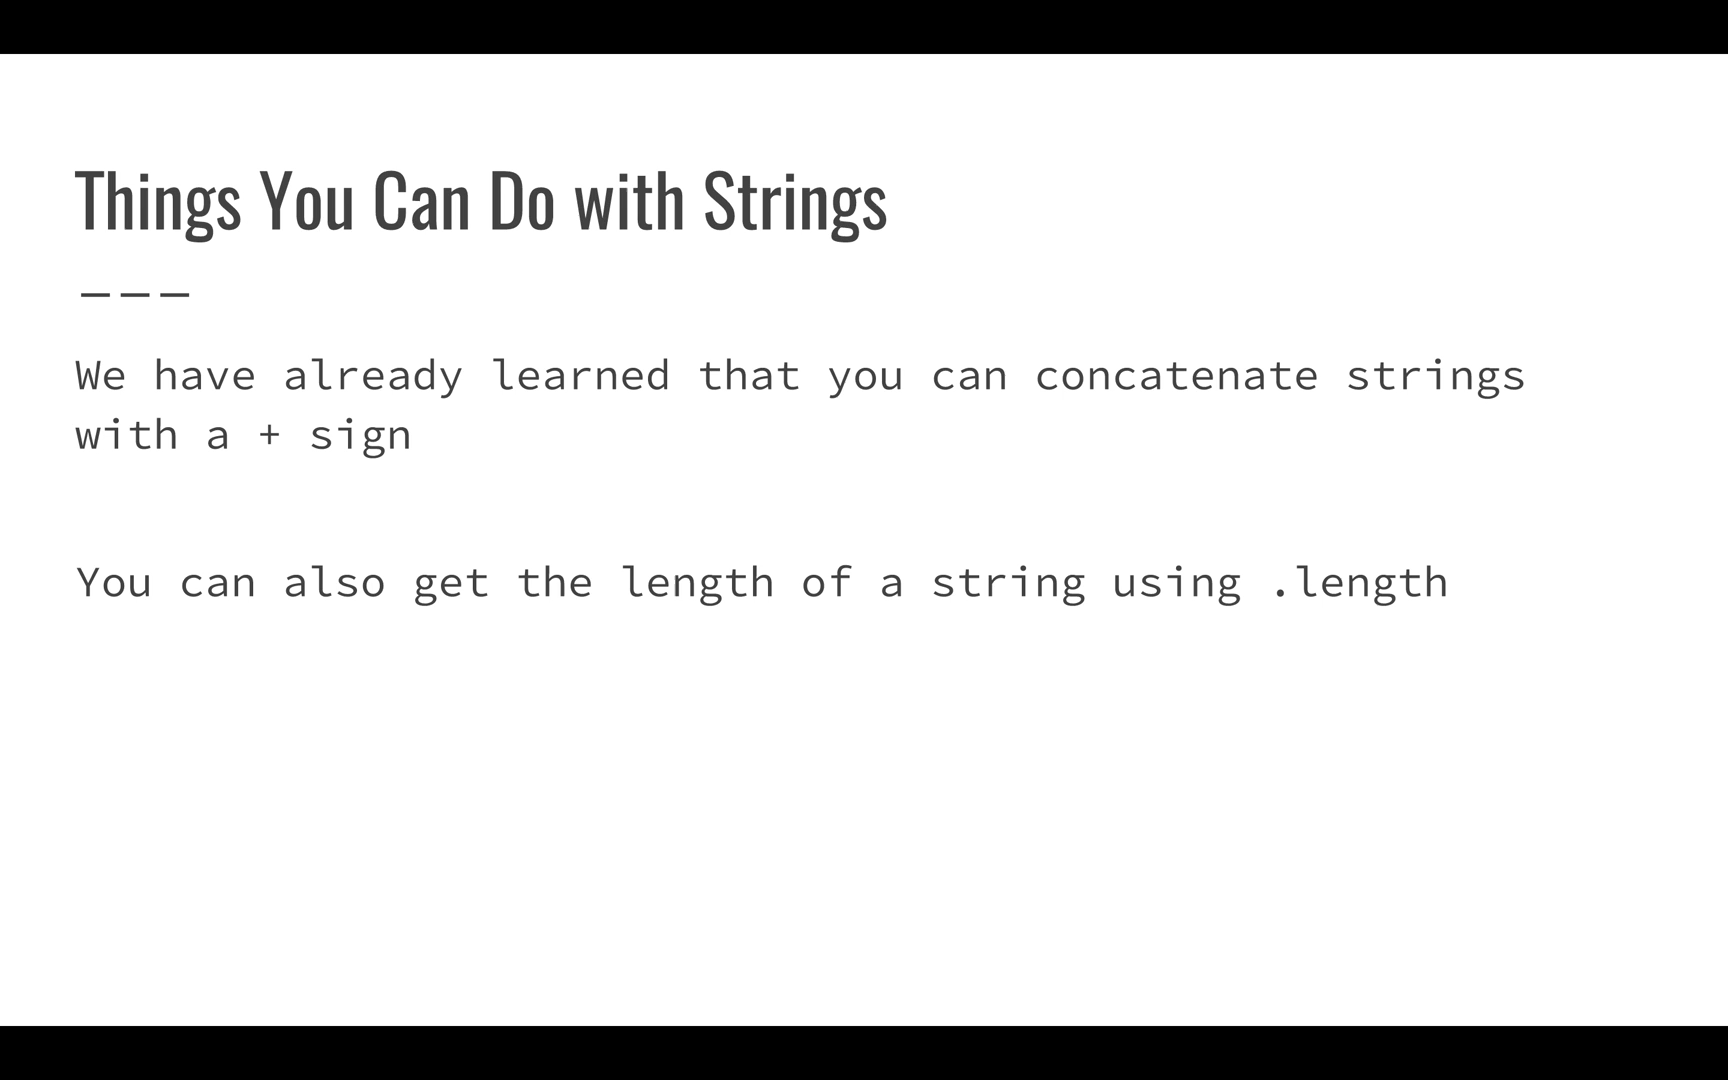 Things You Can Do with Strings
———
We have already learned that you can concatenate strings
with a + sign
You can also get the length of a string using .length